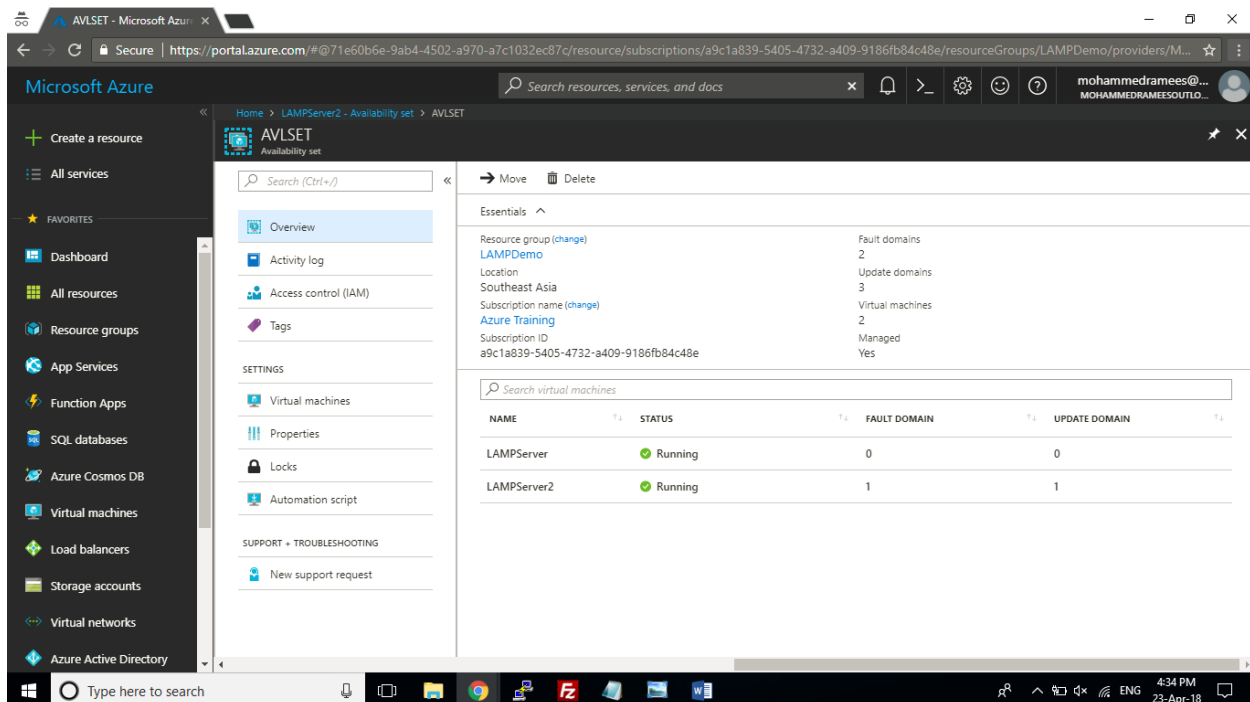 AVLSET - Microsoft Azure
Secure | https://portal.azure.com/#@71e60b6e-9ab4-4502-a970-a7c1032ec87c/resource/subscriptions/a9c1a839-5405-4732-a409-9186fb84c48e/resourceGroups/LAMPDemo/providers/M...
Microsoft Azure
Search resources, services, and docs
mohammedramees@...
MOHAMMEDRAMEESOUTLO...
Home > LAMPServer2 - Availability set > AVLSET
AVLSET
Availability set
Create a resource
All services
FAVORITES
Dashboard
All resources
Resource groups
App Services
Function Apps
SQL databases
Azure Cosmos DB
Virtual machines
Load balancers
Storage accounts
Virtual networks
Azure Active Directory
Search (Ctrl+/)
Overview
Activity log
Access control (IAM)
Tags
SETTINGS
Virtual machines
Properties
Locks
Automation script
SUPPORT + TROUBLESHOOTING
New support request
Move Delete
Essentials
Resource group (change)
LAMPDemo
Location
Southeast Asia
Subscription name (change)
Azure Training
Subscription ID
a9c1a839-5405-4732-a409-9186fb84c48e
Fault domains
2
Update domains
3
Virtual machines
2
Managed
Yes
Search virtual machines
NAME STATUS FAULT DOMAIN UPDATE DOMAIN
LAMPServer Running 0 0
LAMPServer2 Running 1 1
Type here to search
ENG
4:34 PM
23-Apr-18